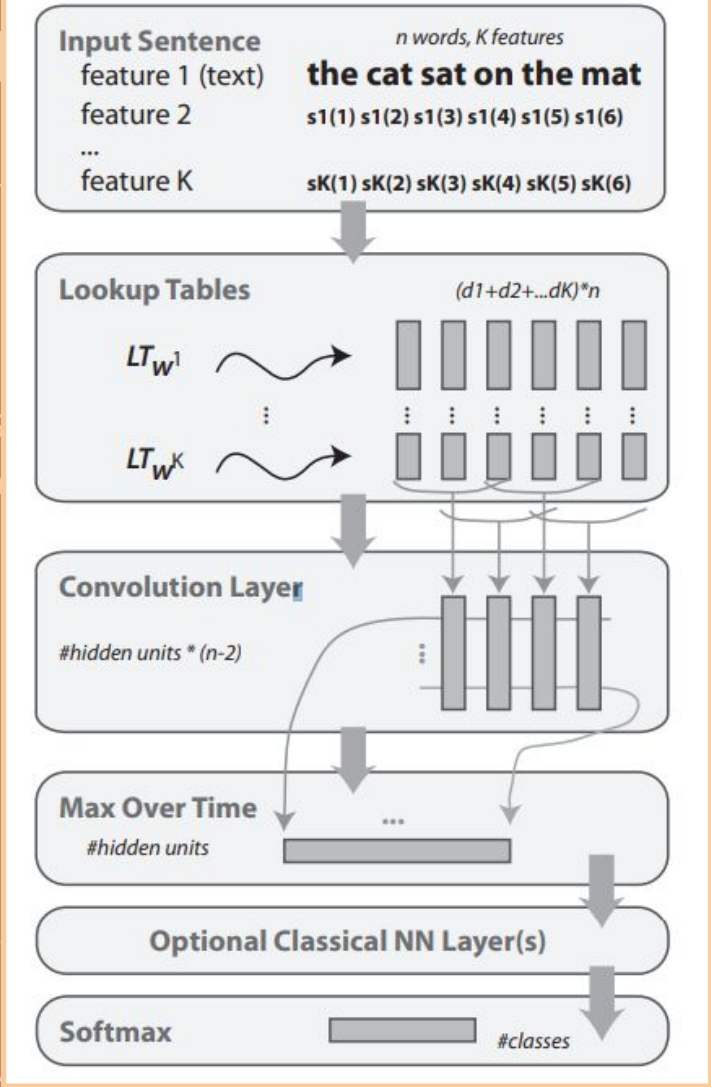 Input Sentence
n words, K features
feature 1 (text) the cat sat on the mat
feature 2 s1(1) s1(2) s1(3) s1(4) s1(5) s1(6)
...
feature K sK(1) sK(2) sK(3) sK(4) sK(5) sK(6)
Lookup Tables
(d1+d2+...dK)*n
LTw1
LTwK
Convolution Layer
#hidden units * (n-2)
Max Over Time
#hidden units
Optional Classical NN Layer(s)
Softmax
#classes